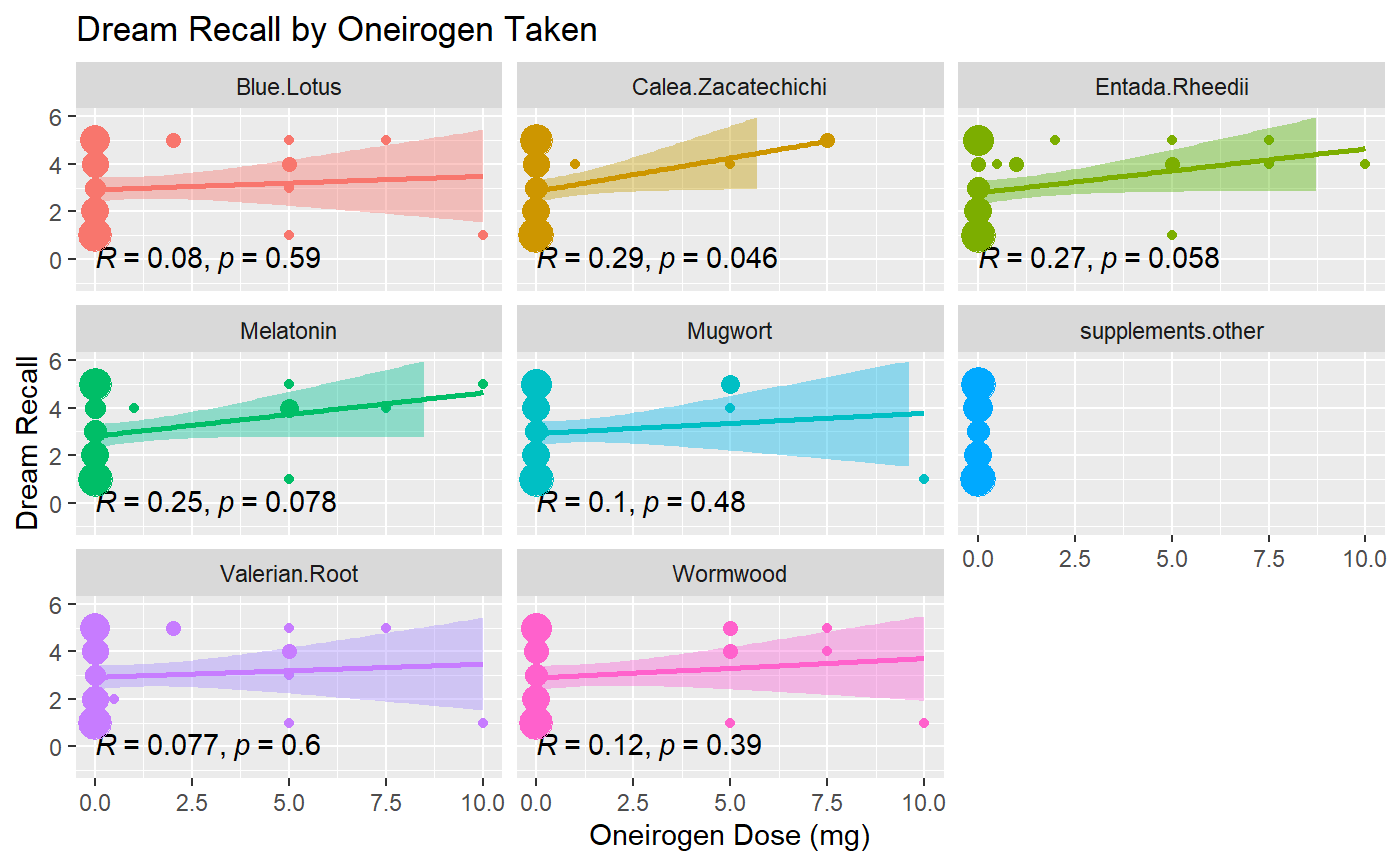 Dream Recall by Oneirogen Taken
Blue.Lotus
Calea.Zacatechichi
Entada.Rheedii
6
4
2
0
R = 0.08, p = 0.59
R = 0.29, p = 0.046
R = 0.27, p = 0.058
Melatonin
Mugwort
supplements.other
Dream Recall
6
4
2
0
R = 0.25, p = 0.078
R = 0.1, p = 0.48
0.0 2.5 5.0 7.5 10.0
Valerian.Root
Wormwood
6
4
2
0
R = 0.077, p = 0.6
R = 0.12, p = 0.39
0.0 2.5 5.0 7.5 10.0
0.0 2.5 5.0 7.5 10.0
Oneirogen Dose (mg)